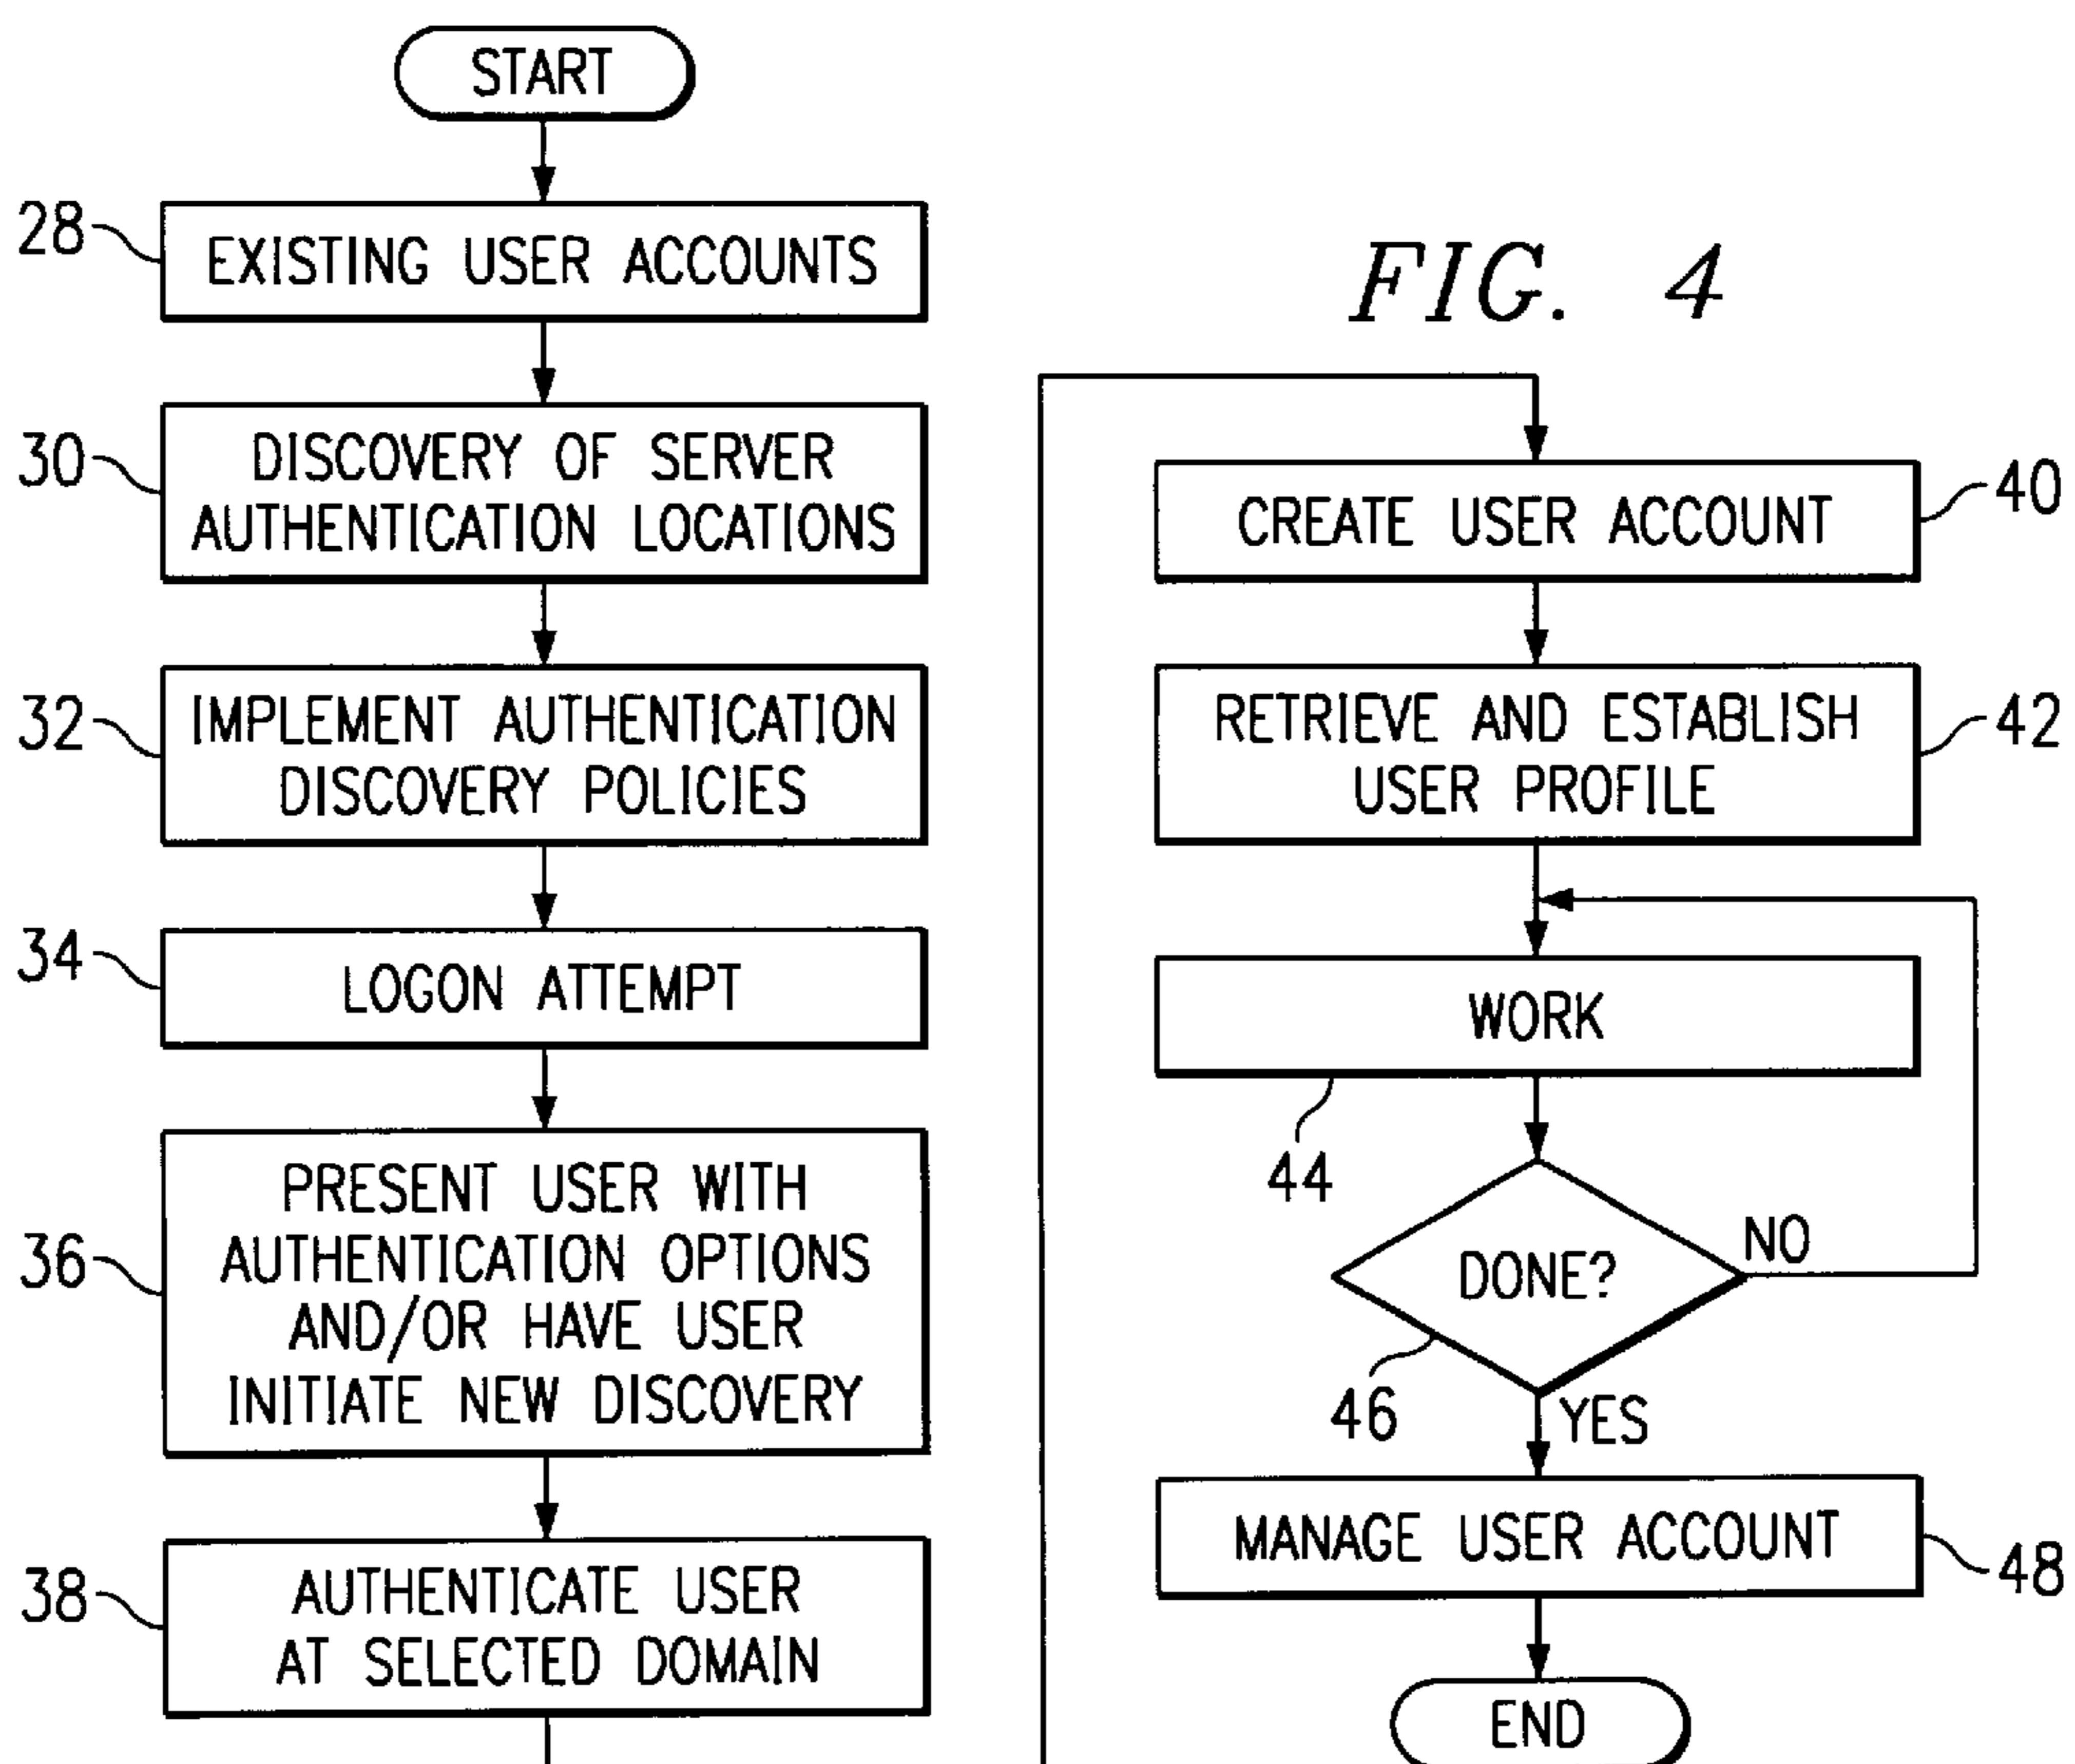 START
28
EXISTING USER ACCOUNTS
30
DISCOVERY OF SERVER
AUTHENTICATION LOCATIONS
32
IMPLEMENT AUTHENTICATION
DISCOVERY POLICIES
34
LOGON ATTEMPT
36
PRESENT USER WITH
AUTHENTICATION OPTIONS
AND/OR HAVE USER
INITIATE NEW DISCOVERY
38
AUTHENTICATE USER
AT SELECTED DOMAIN
FIG. 4
CREATE USER ACCOUNT
40
RETRIEVE AND ESTABLISH
USER PROFILE
42
WORK
44
DONE?
NO
46
YES
MANAGE USER ACCOUNT
48
END